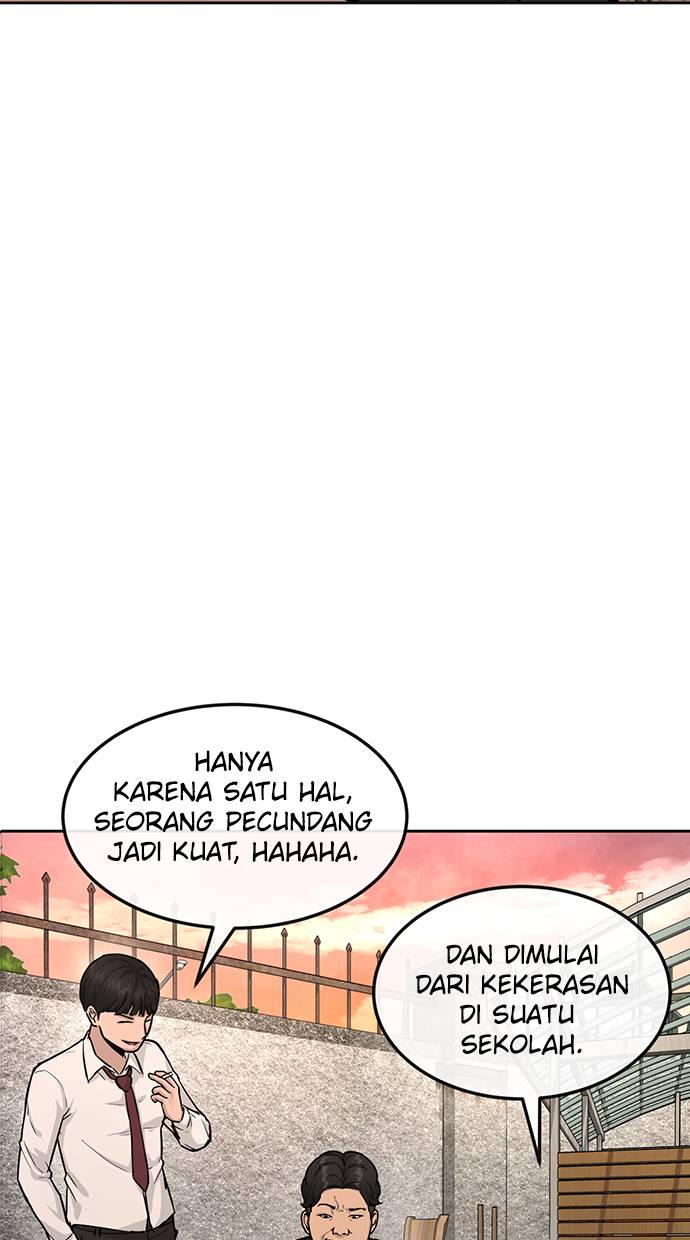 HANYA
KARENA SATU HAL,
SEORANG PECUNDANG
JADI KUAT, HAHAHA.
DAN DIMULAI
DARI KEKERASAN
DI SUATU
SEKOLAH.